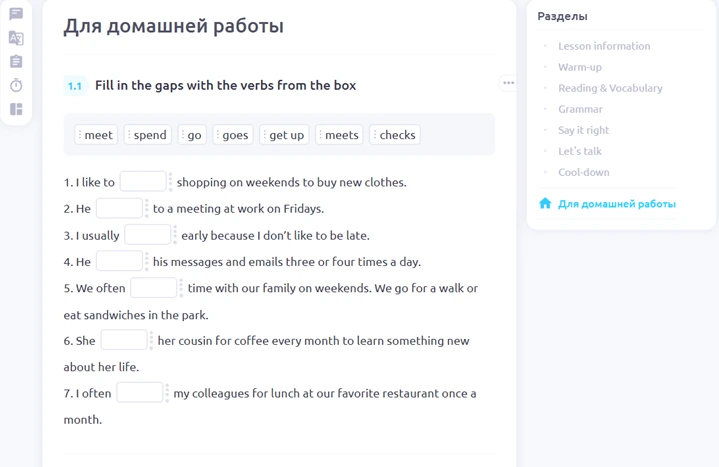 Для домашней работы
1.1 Fill in the gaps with the verbs from the box
meet spend go goes get up meets checks
1. I like to shopping on weekends to buy new clothes.
2. He to a meeting at work on Fridays.
3. I usually early because I don’t like to be late.
4. He his messages and emails three or four times a day.
5. We often time with our family on weekends. We go for a walk or
eat sandwiches in the park.
6. She her cousin for coffee every month to learn something new
about her life.
7. I often my colleagues for lunch at our favorite restaurant once a
month.
Разделы
Lesson information
Warm-up
Reading & Vocabulary
Grammar
Say it right
Let's talk
Cool-down
Для домашней работы